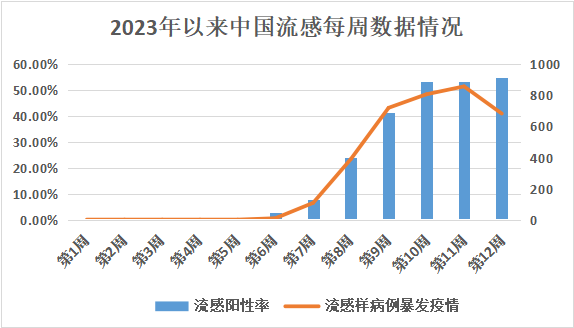 2023年以来中国流感每周数据情况
60.00%
50.00%
40.00%
30.00%
20.00%
10.00%
0.00%
1000
800
600
400
200
0
第1周
第2周
第3周
第4周
第5周
第6周
第7周
第8周
第9周
第10周
第11周
第12周
流感阳性率
流感样病例暴发疫情